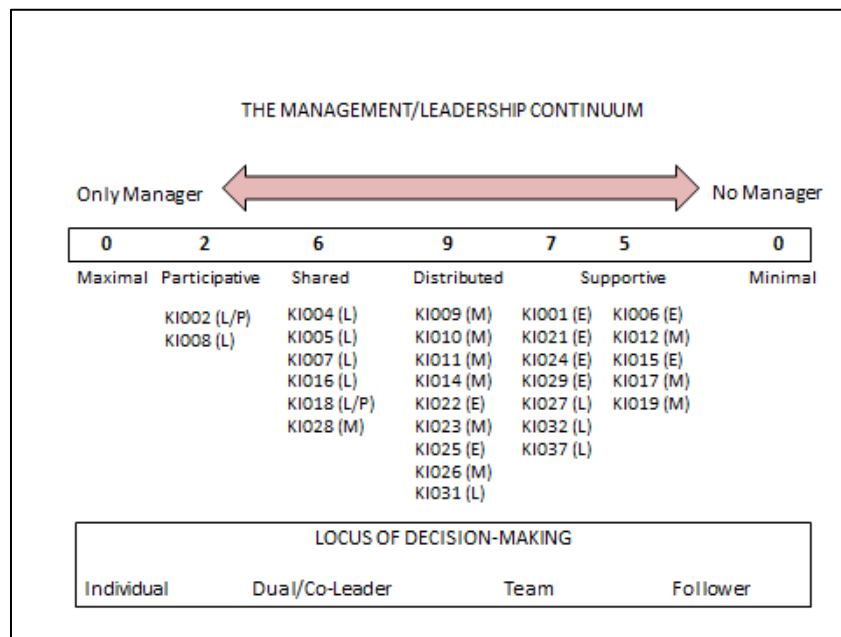 THE MANAGEMENT/LEADERSHIP CONTINUUM
Only Manager No Manager
0 2 6 9 7 5 0
Maximal Participative Shared Distributed Supportive Minimal
KI002 (L/P) KI004 (L) KI009 (M) KI001 (E) KI006 (E)
KI008 (L) KI005 (L) KI010 (M) KI021 (E) KI012 (M)
KI007 (L) KI011 (M) KI024 (E) KI015 (E)
KI016 (L) KI014 (M) KI029 (E) KI017 (M)
KI018 (L/P) KI022 (E) KI027 (L) KI019 (M)
KI028 (M) KI023 (M) KI032 (L)
KI025 (E) KI037 (L)
KI026 (M)
KI031 (L)
LOCUS OF DECISION-MAKING
Individual Dual/Co-Leader Team Follower